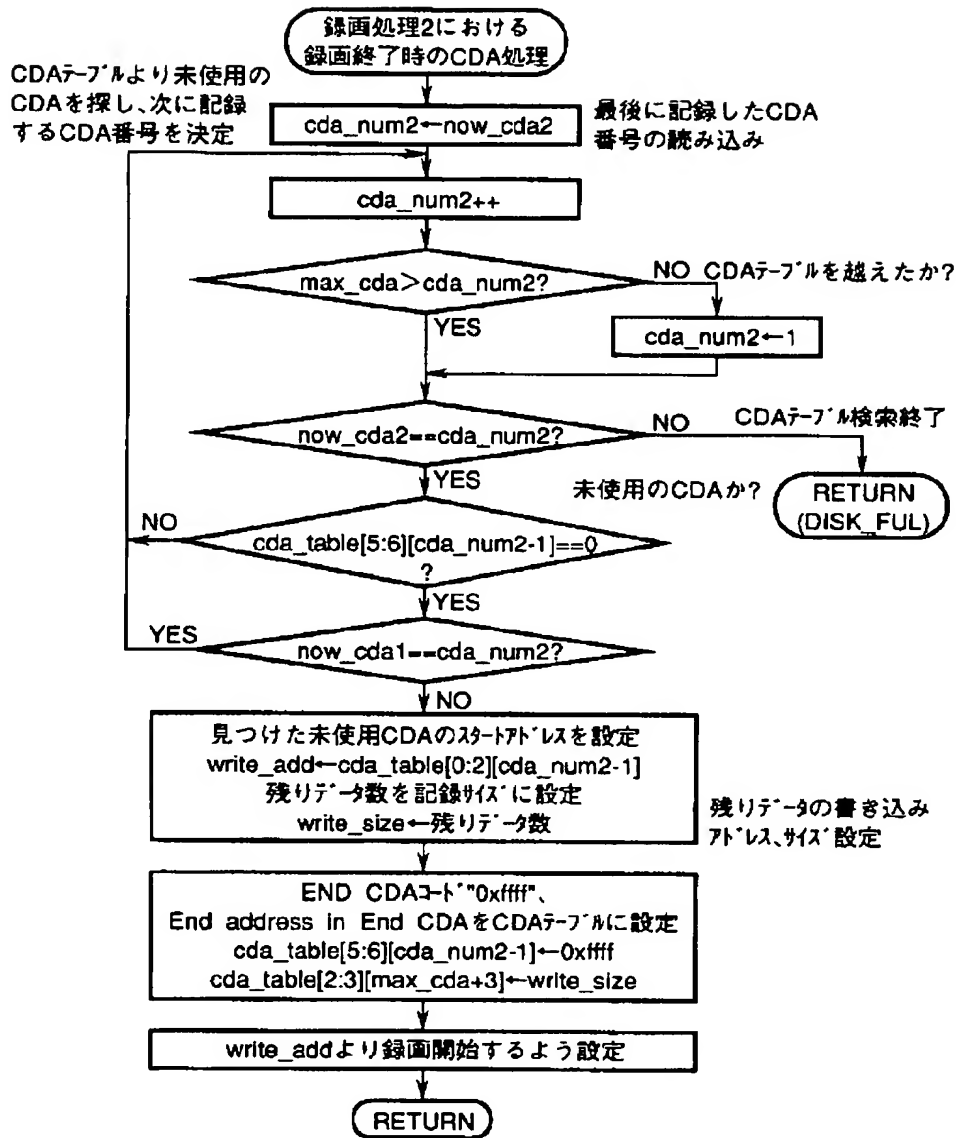 録画処理2における
録画終了時のCDA処理
CDAテーブルより未使用の
CDAを探し、次に記録
するCDA番号を決定
cda_num2←now_cda2
最後に記録したCDA
番号の読み込み
cda_num2++
max_cda＞cda_num2?
NO
CDAテーブルを越えたか?
YES
cda_num2←1
now_cda2==cda_num2?
NO
CDAテーブル検索終了
YES
未使用のCDAか?
RETURN
(DISK_FUL)
NO
cda_table[5:6][cda_num2-1]==0
?
YES
YES
now_cda1==cda_num2?
NO
見つけた未使用CDAのスタートアドレスを設定
write_add←cda_table[0:2][cda_num2-1]
残りデータ数を記録サイズに設定
write_size←残りデータ数
残りデータの書き込み
アドレス、サイズ設定
END CDAコード"0xffff"、
End address in End CDAをCDAテーブルに設定
cda_table[5:6][cda_num2-1]←0xffff
cda_table[2:3][max_cda+3]←write_size
write_addより録画開始するよう設定
RETURN